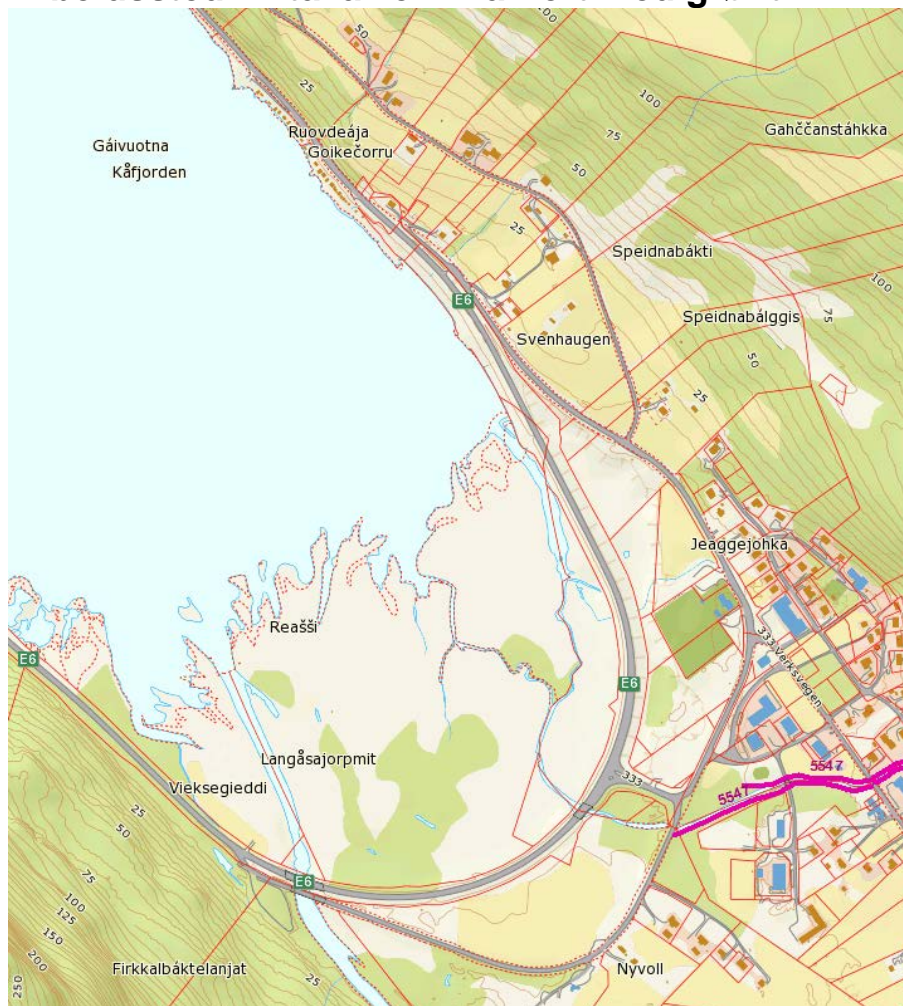 100
50
25
100
Gahččanstáhkka
Ruovdeája
Goikečorru
75
Gáivuotna
Kåfjorden
50
25
Speidnabákti
100
E6
Speidnabálggis
75
Svenhaugen
50
25
Jeaggejohka
Reašši
333 Verksvegen
E6
E6
Langåsajorpmit
5547
333
Vieksegieddi
5547
25
50
75
E6
100
125
150
200
Firkkalbáktelanjat
25
Nyvoll
250